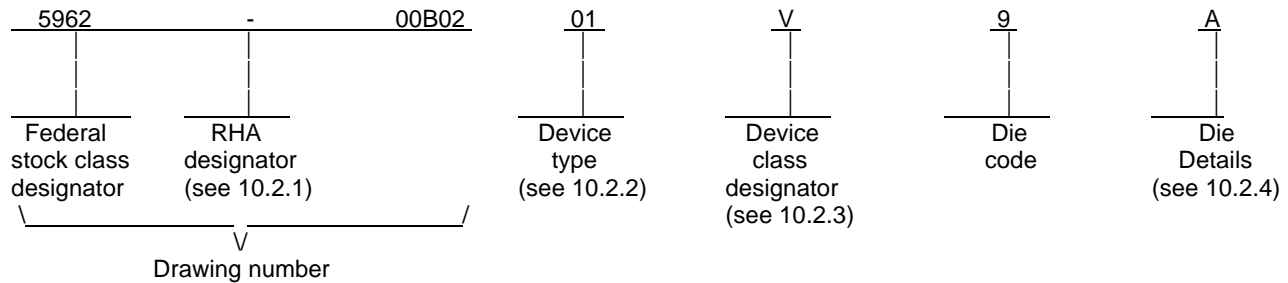 5962 - 00B02 01 V 9 A
Federal stock class designator
RHA designator (see 10.2.1)
Device type (see 10.2.2)
Device class designator (see 10.2.3)
Die code
Die Details (see 10.2.4)
Drawing number